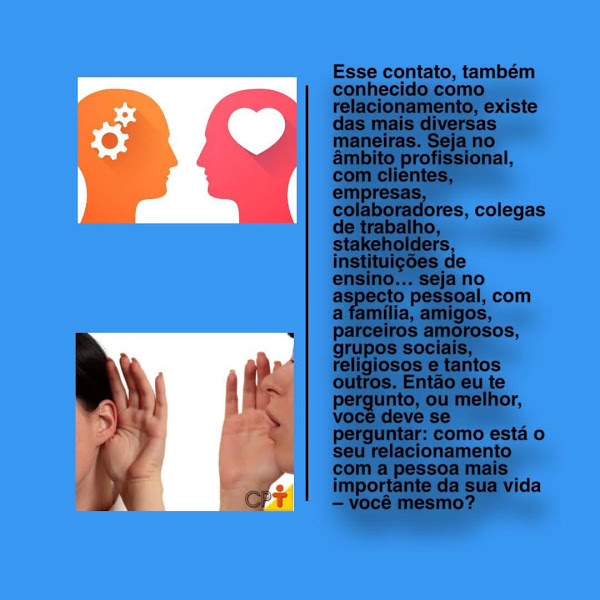 Esse contato, também
conhecido como
relacionamento, existe
das mais diversas
maneiras. Seja no
âmbito profissional,
com clientes,
empresas,
colaboradores, colegas
de trabalho,
stakeholders,
instituições de
ensino… seja no
aspecto pessoal, com
a família, amigos,
parceiros amorosos,
grupos sociais,
religiosos e tantos
outros. Então eu te
pergunto, ou melhor,
você deve se
perguntar: como está o
seu relacionamento
com a pessoa mais
importante da sua vida
– você mesmo?
CPT